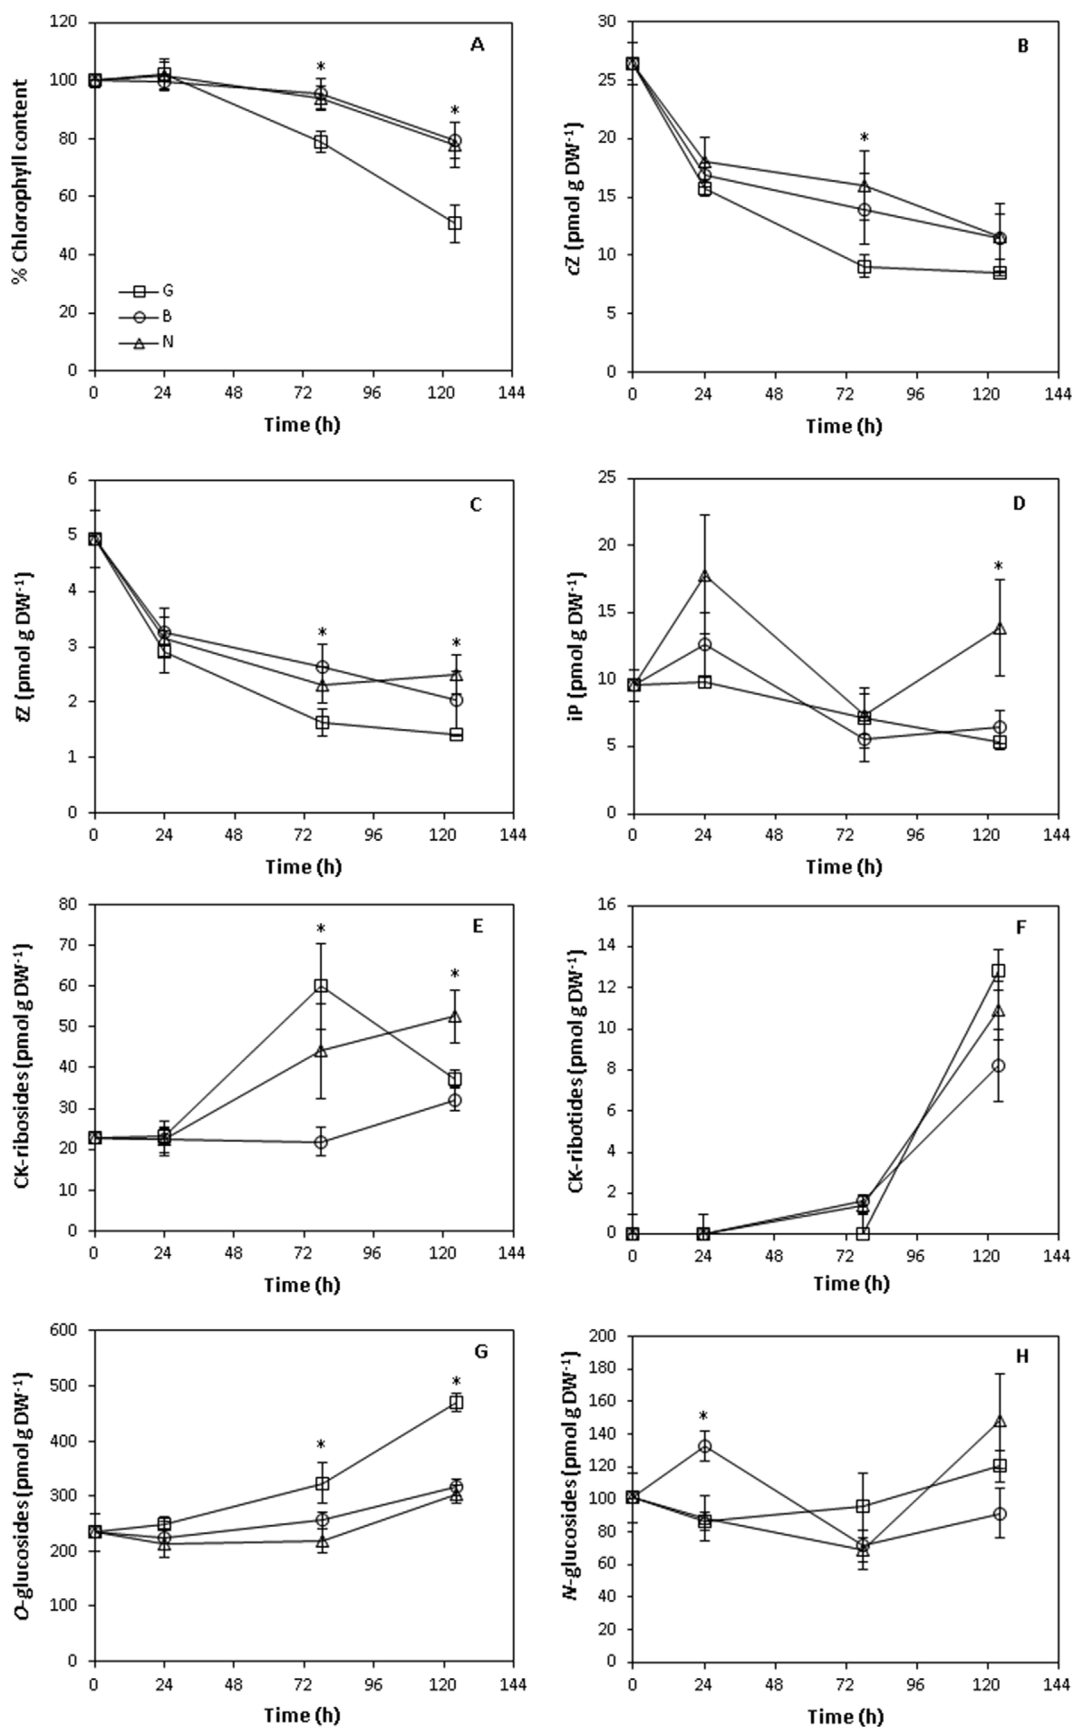 A
% Chlorophyll content
120
100
80
60
40
20
0
*
*
G
B
N
0 24 48 72 96 120 144
Time (h)
B
cZ (pmol g DW-1)
30
25
20
15
10
5
0
*
0 24 48 72 96 120 144
Time (h)
C
tZ (pmol g DW-1)
6
5
4
3
2
1
0
*
*
0 24 48 72 96 120 144
Time (h)
D
iP (pmol g DW-1)
25
20
15
10
5
0
*
0 24 48 72 96 120 144
Time (h)
E
CK-ribosides (pmol g DW-1)
80
70
60
50
40
30
20
10
0
*
*
0 24 48 72 96 120 144
Time (h)
F
CK-ribotides (pmol g DW-1)
16
14
12
10
8
6
4
2
0
0 24 48 72 96 120 144
Time (h)
G
O-glucosides (pmol g DW-1)
600
500
400
300
200
100
0
*
*
0 24 48 72 96 120 144
Time (h)
H
N-glucosides (pmol g DW-1)
200
180
160
140
120
100
80
60
40
20
0
*
0 24 48 72 96 120 144
Time (h)